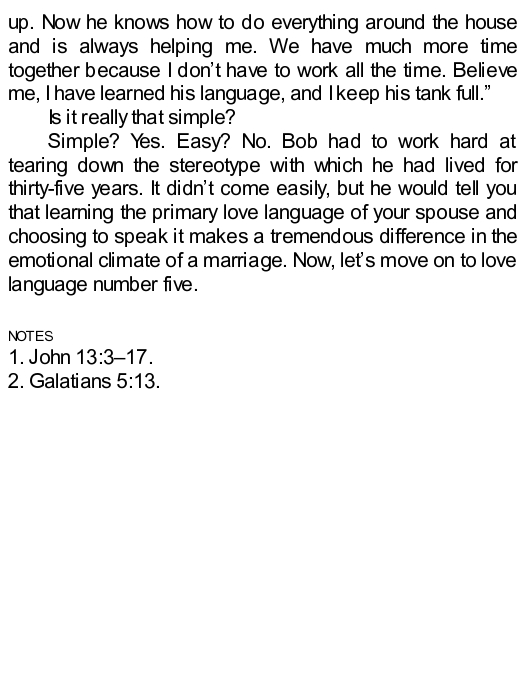 up. Now he knows how to do everything around the house
and is always helping me. We have much more time
together because I don’t have to work all the time. Believe
me, I have learned his language, and I keep his tank full.”
Is it really that simple?
Simple? Yes. Easy? No. Bob had to work hard at
tearing down the stereotype with which he had lived for
thirty-five years. It didn’t come easily, but he would tell you
that learning the primary love language of your spouse and
choosing to speak it makes a tremendous difference in the
emotional climate of a marriage. Now, let’s move on to love
language number five.
NOTES
1. John 13:3–17.
2. Galatians 5:13.